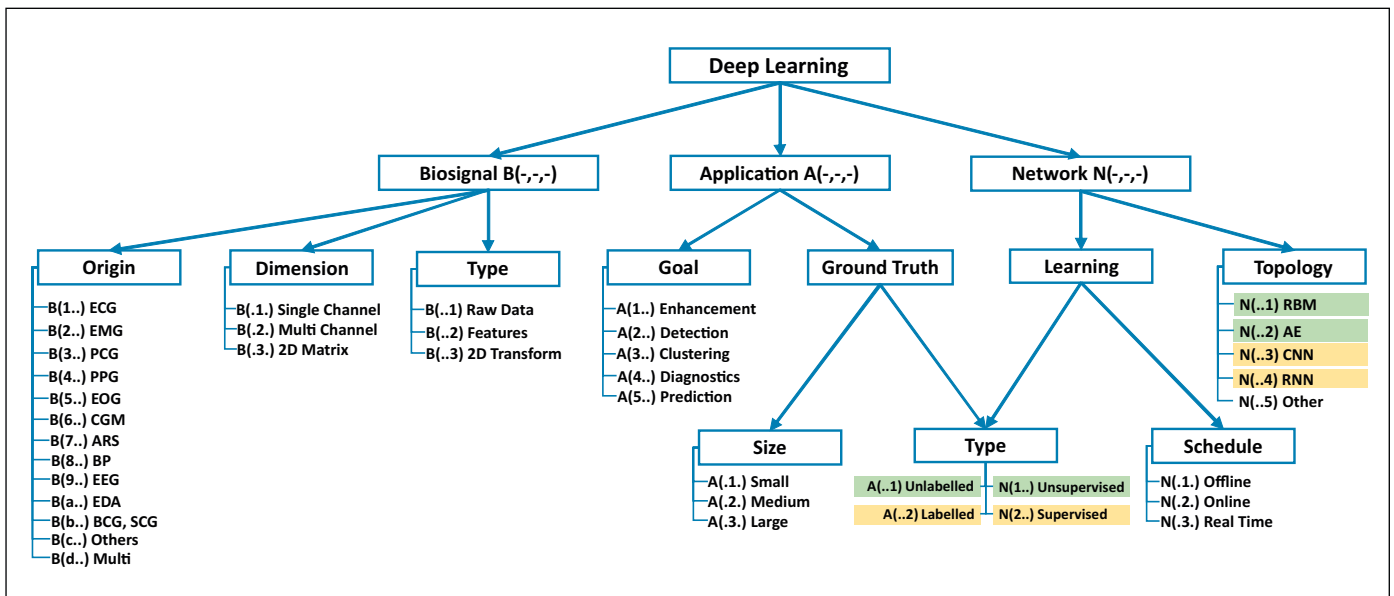 Deep Learning
Biosignal B(-,-,-)
Application A(-,-,-)
Network N(-,-,-)
Origin
B(1..) ECG
B(2..) EMG
B(3..) PCG
B(4..) PPG
B(5..) EOG
B(6..) CGM
B(7..) ARS
B(8..) BP
B(9..) EEG
B(a..) EDA
B(b..) BCG, SCG
B(c..) Others
B(d..) Multi
Dimension
B(.1.) Single Channel
B(.2.) Multi Channel
B(.3.) 2D Matrix
Type
B(..1) Raw Data
B(..2) Features
B(..3) 2D Transform
Goal
A(1..) Enhancement
A(2..) Detection
A(3..) Clustering
A(4..) Diagnostics
A(5..) Prediction
Ground Truth
Learning
Topology
N(..1) RBM
N(..2) AE
N(..3) CNN
N(..4) RNN
N(..5) Other
Size
A(.1.) Small
A(.2.) Medium
A(.3.) Large
Type
A(..1) Unlabelled
N(1..) Unsupervised
A(..2) Labelled
N(2..) Supervised
Schedule
N(.1.) Offline
N(.2.) Online
N(.3.) Real Time